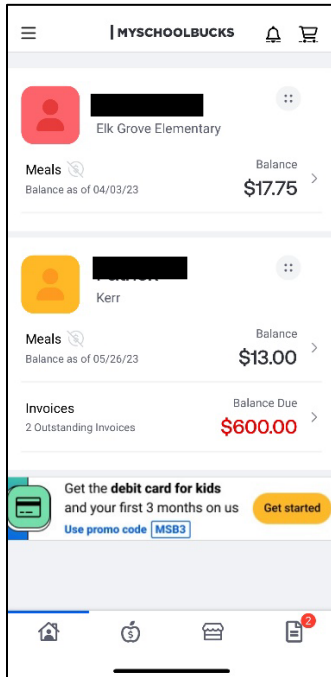 MYSCHOOLBUCKS
Elk Grove Elementary
Meals
Balance
Balance as of 04/03/23
$17.75
Kerr
Meals
Balance
Balance as of 05/26/23
$13.00
Invoices
Balance Due
2 Outstanding Invoices
$600.00
Get the debit card for kids
and your first 3 months on us
Use promo code MSB3
Get started
2